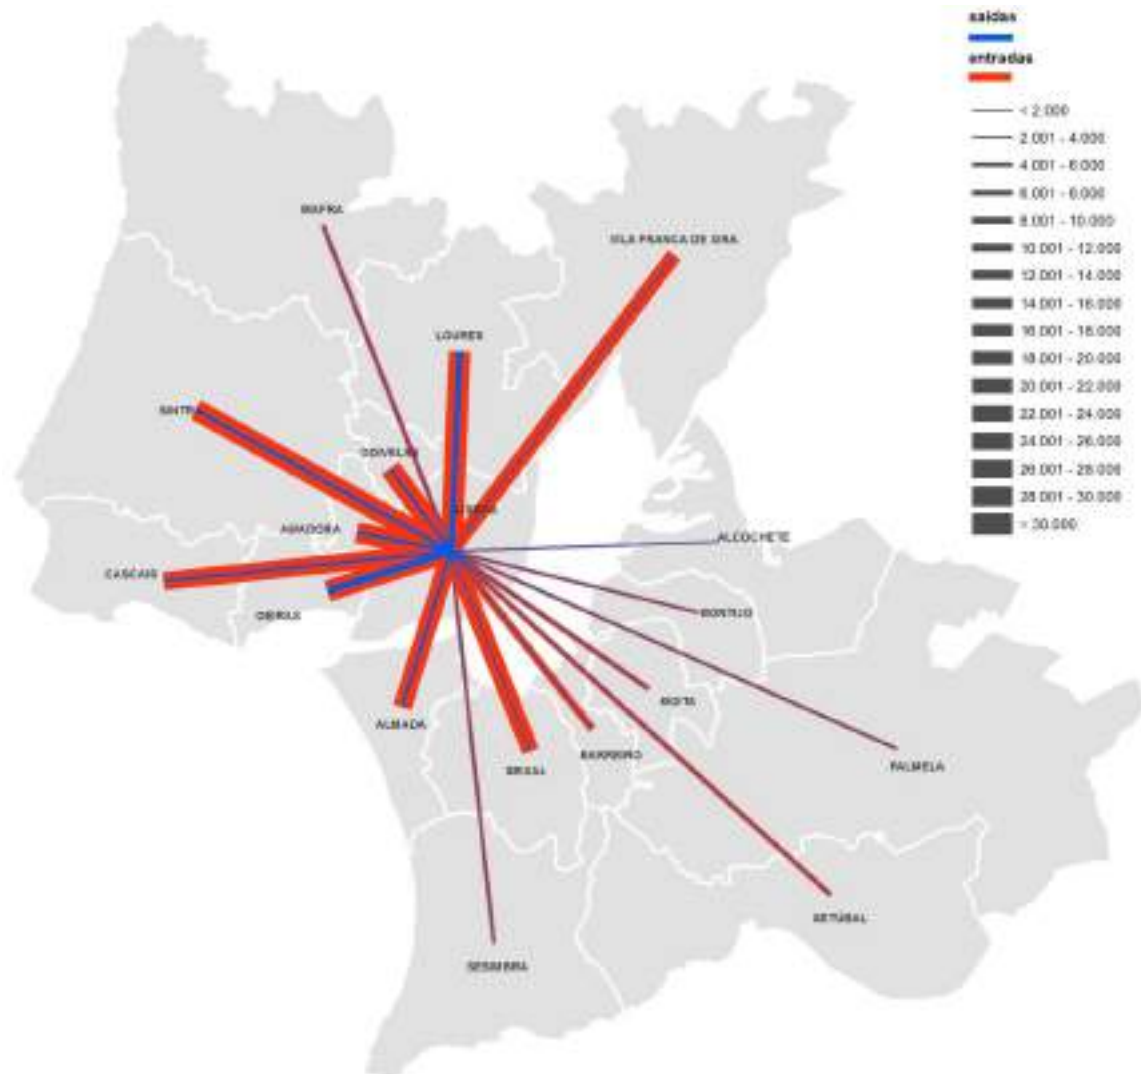 saídas
entradas
< 2.000
2.001 - 4.000
4.001 - 6.000
6.001 - 8.000
8.001 - 10.000
10.001 - 12.000
12.001 - 14.000
14.001 - 16.000
16.001 - 18.000
18.001 - 20.000
20.001 - 22.000
22.001 - 24.000
24.001 - 26.000
26.001 - 28.000
28.001 - 30.000
> 30.000
MAFRA
VILA FRANCA DE XIRA
LOURES
SINTRA
ODIVELAS
LISBOA
AMADORA
ALCOCHETE
CASCAIS
OEIRAS
MONTIJO
MOITA
ALMADA
BARREIRO
SEIXAL
PALMELA
SETÚBAL
SESIMBRA